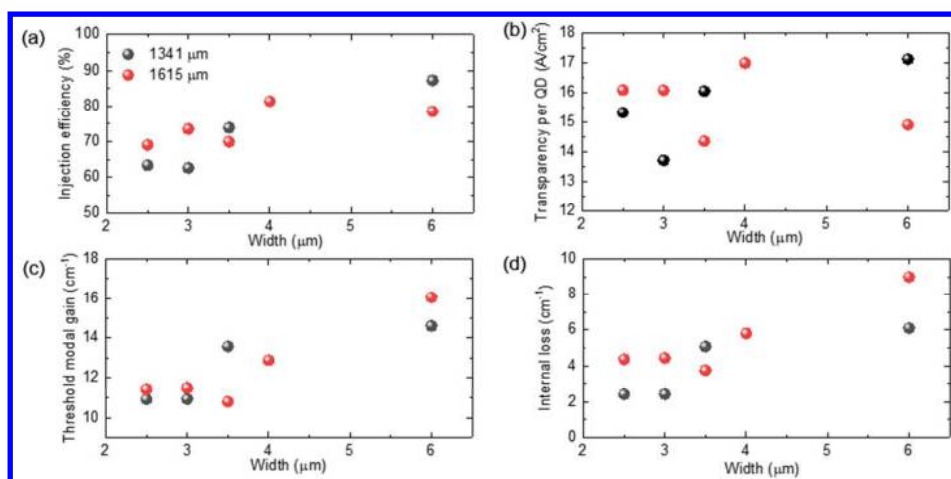 (a)
Injection efficiency (%)
100
90
80
70
60
50
1341 μm
1615 μm
2 3 4 5 6
Width (μm)
(b)
Transparency per QD (A/cm²)
18
17
16
15
14
13
12
2 3 4 5 6
Width (μm)
(c)
Threshold modal gain (cm⁻¹)
18
16
14
12
10
2 3 4 5 6
Width (μm)
(d)
Internal loss (cm⁻¹)
10
8
6
4
2
0
2 3 4 5 6
Width (μm)